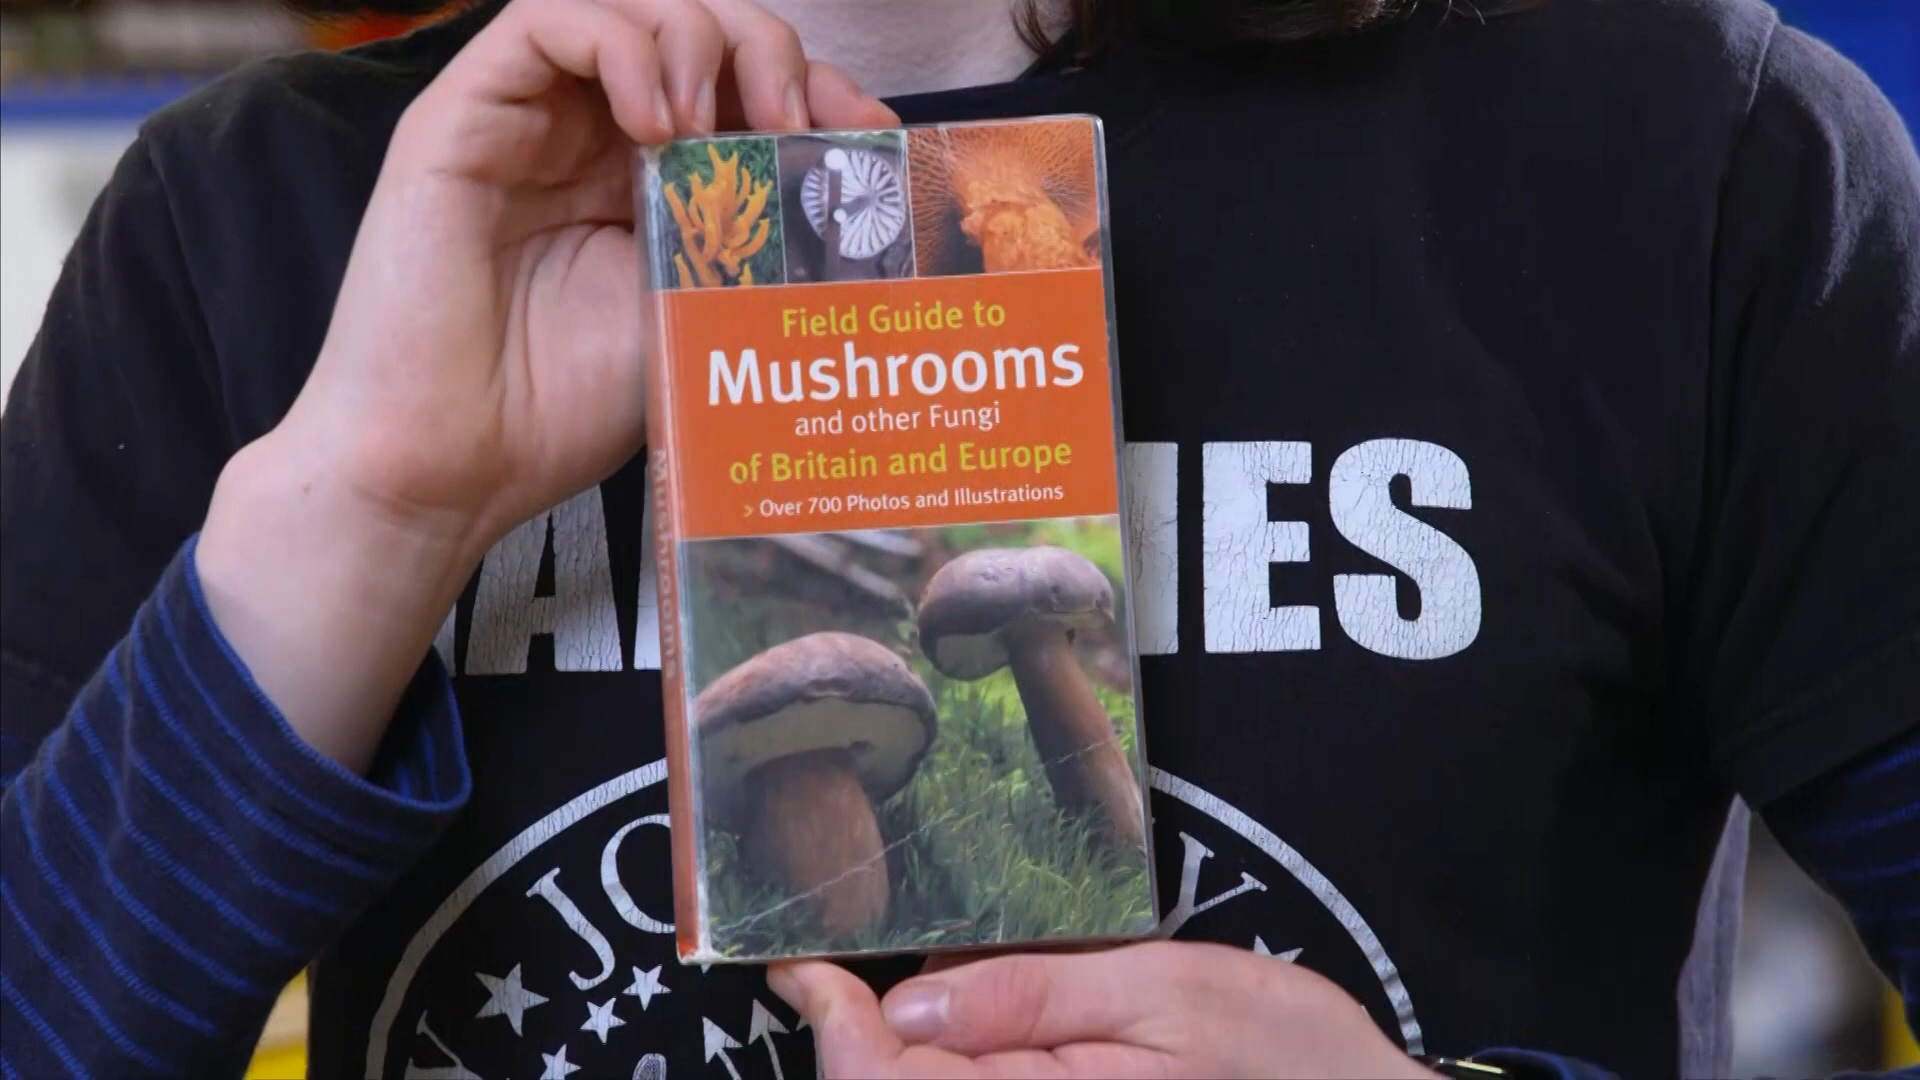 Field Guide to
Mushrooms
and other Fungi
of Britain and Europe
> Over 700 Photos and Illustrations
Mushrooms